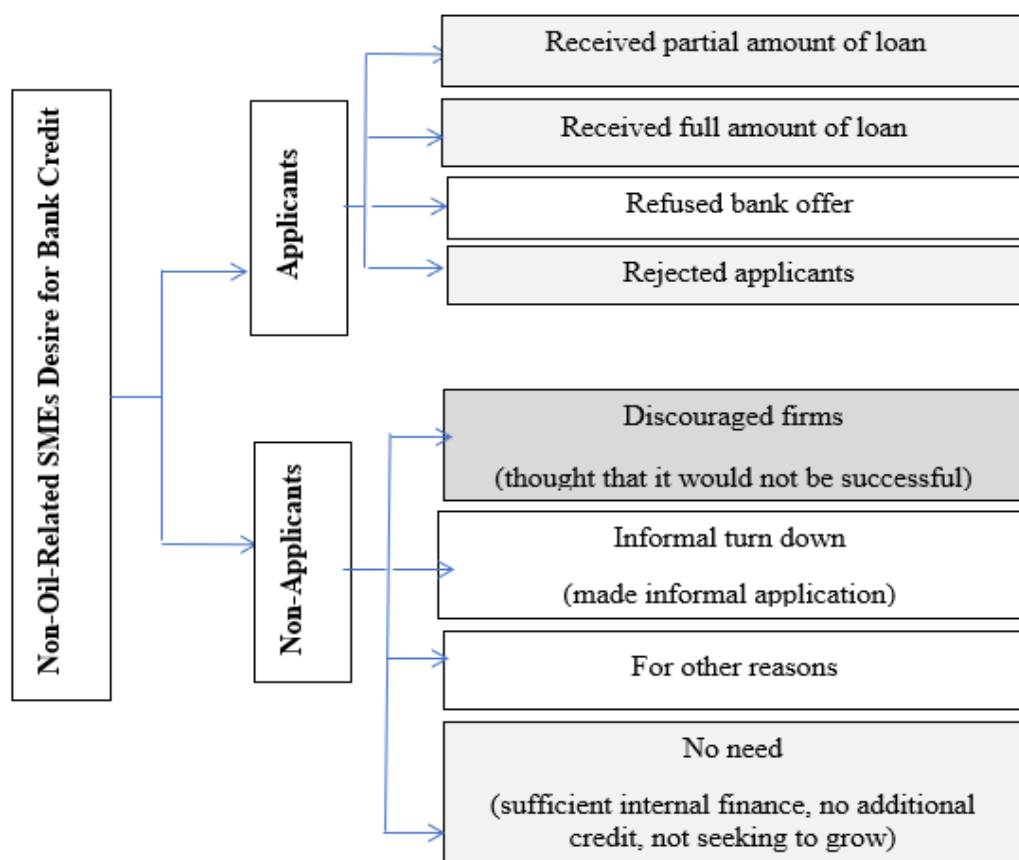 Non-Oil-Related SMEs Desire for Bank Credit
Applicants
Received partial amount of loan
Received full amount of loan
Refused bank offer
Rejected applicants
Non-Applicants
Discouraged firms
(thought that it would not be successful)
Informal turn down
(made informal application)
For other reasons
No need
(sufficient internal finance, no additional
credit, not seeking to grow)